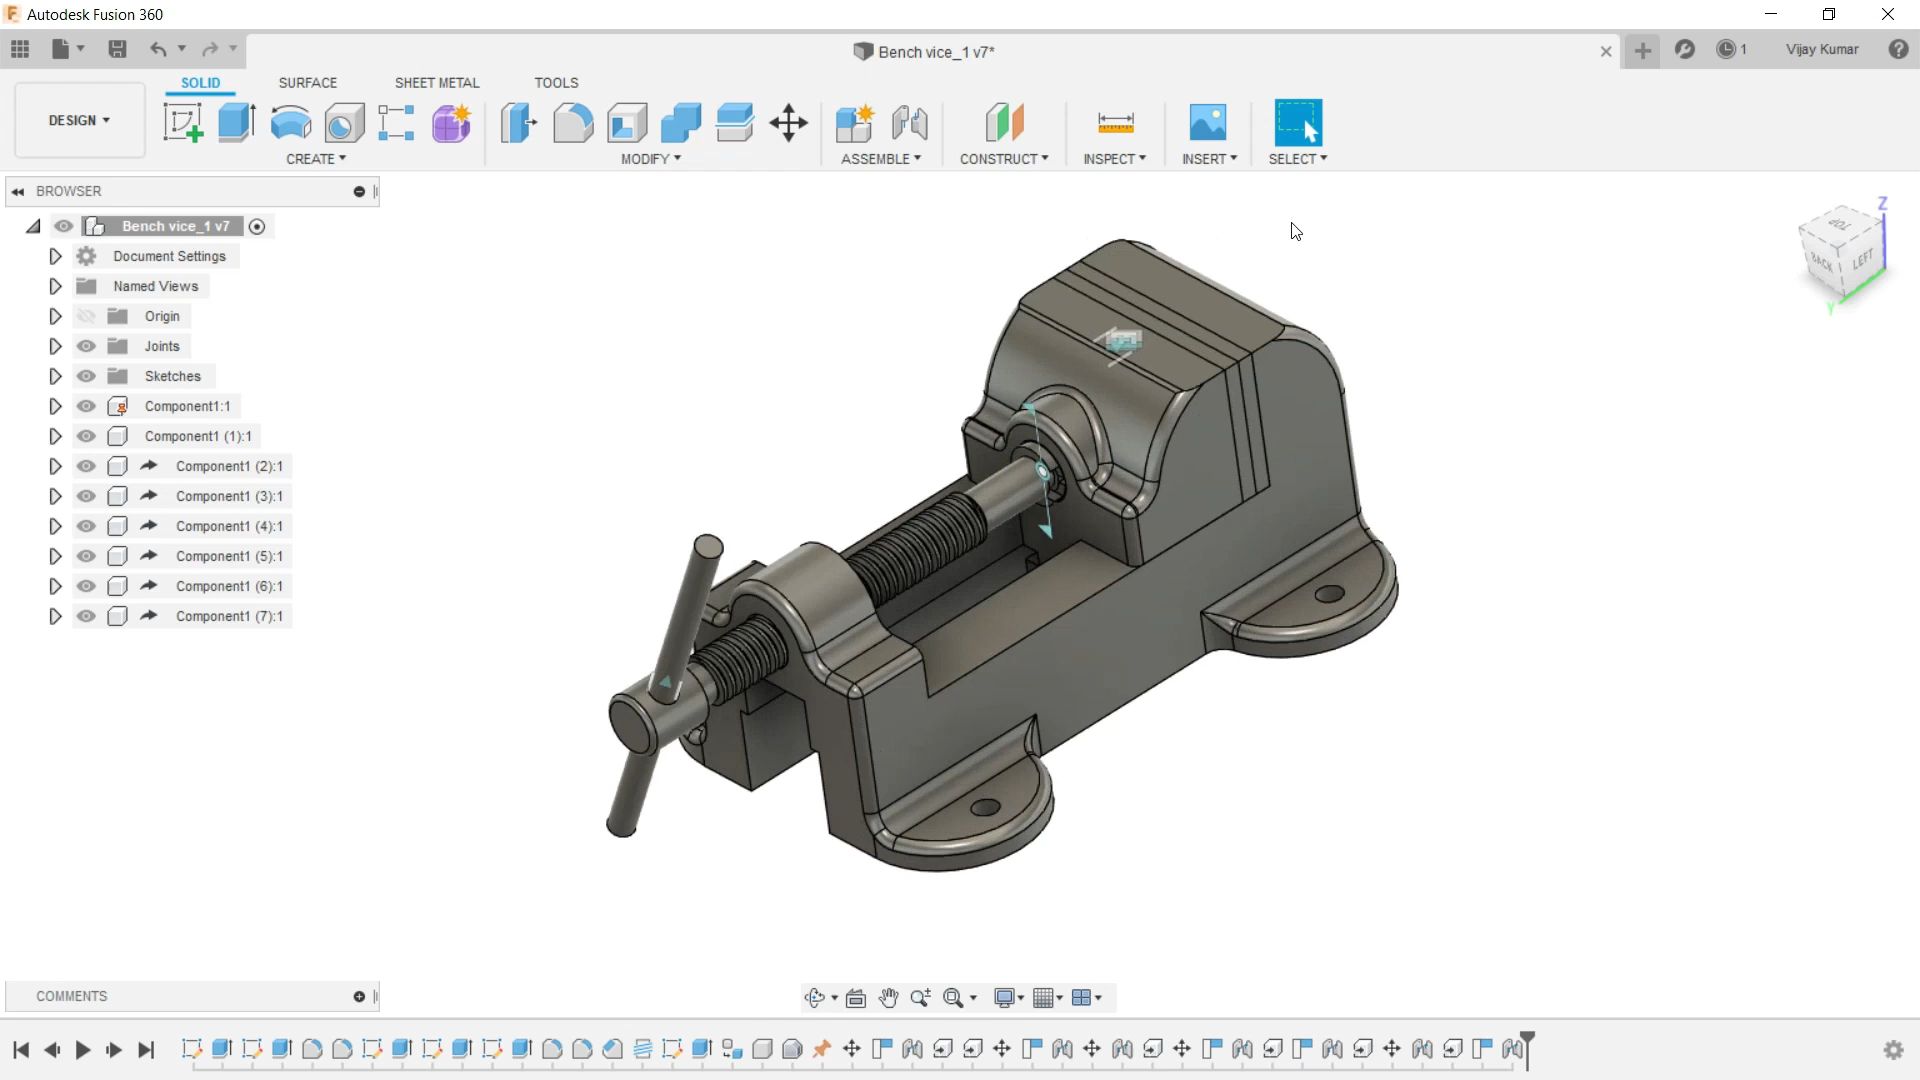 Autodesk Fusion 360
Bench vice_1 v7*
1
Vijay Kumar
SOLID
SURFACE
SHEET METAL
TOOLS
DESIGN
CREATE
MODIFY
ASSEMBLE
CONSTRUCT
INSPECT
INSERT
SELECT
BROWSER
Bench vice_1 v7
Document Settings
Named Views
Origin
Joints
Sketches
Component1:1
Component1 (1):1
Component1 (2):1
Component1 (3):1
Component1 (4):1
Component1 (5):1
Component1 (6):1
Component1 (7):1
Z
TOP
BACK
LEFT
Y
COMMENTS